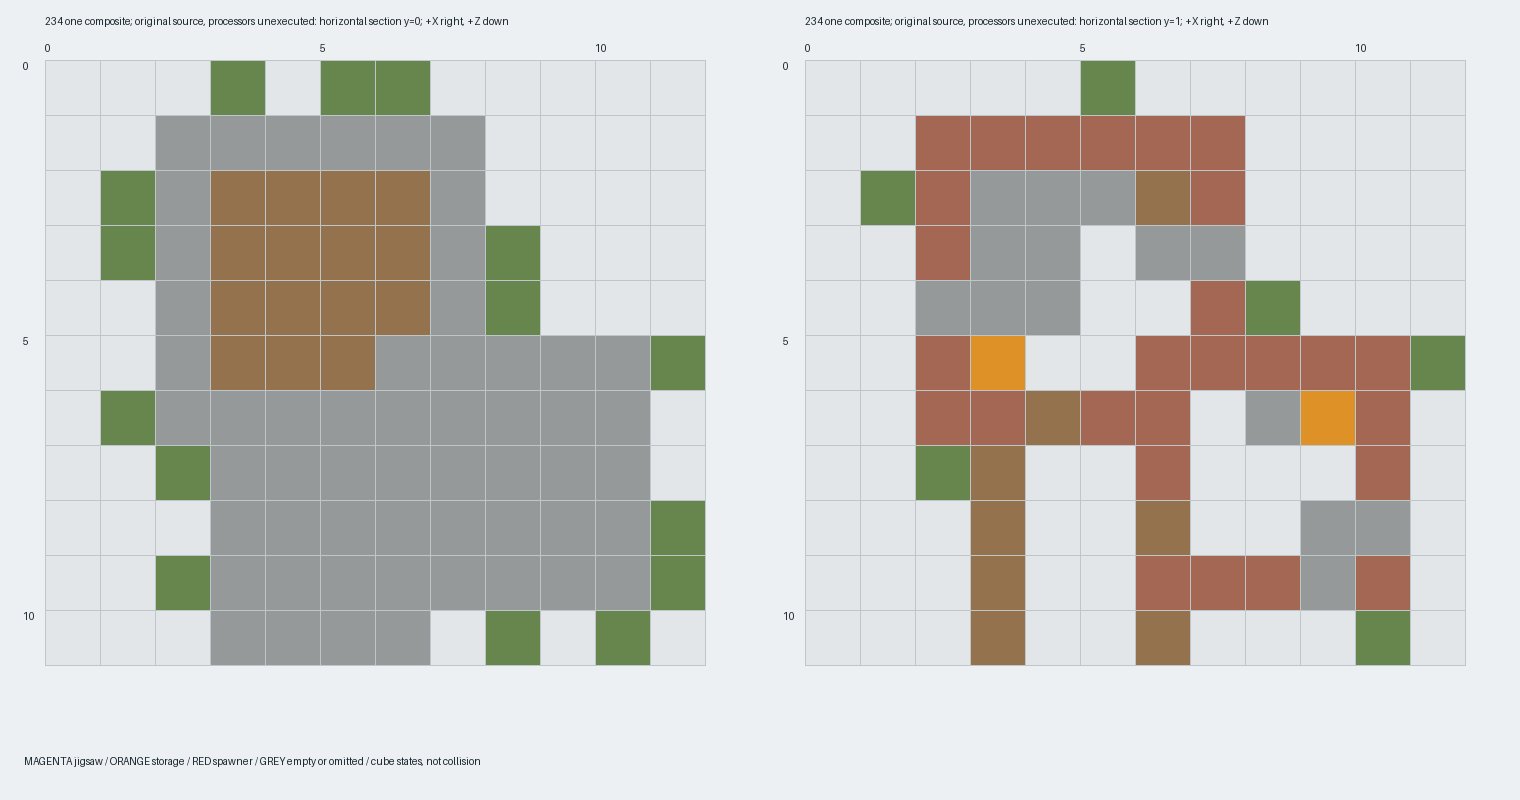 234 one composite; original source, processors unexecuted: horizontal section y=0; +X right, +Z down
0 5 10
0
5
10
234 one composite; original source, processors unexecuted: horizontal section y=1; +X right, +Z down
0 5 10
0
5
10
MAGENTA jigsaw / ORANGE storage / RED spawner / GREY empty or omitted / cube states, not collision